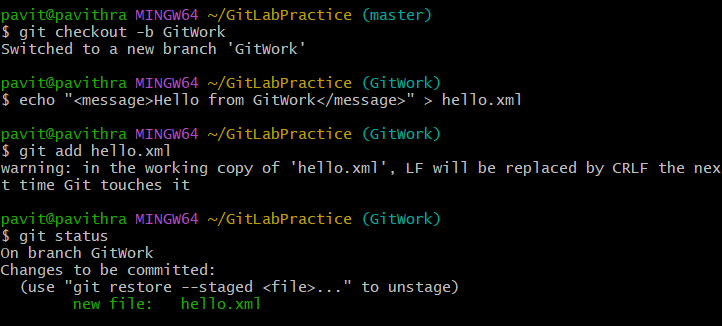 pavit@pavithra MINGW64 ~/GitLabPractice (master)
$ git checkout -b GitWork
Switched to a new branch 'GitWork'
pavit@pavithra MINGW64 ~/GitLabPractice (GitWork)
$ echo "<message>Hello from GitWork</message>" > hello.xml
pavit@pavithra MINGW64 ~/GitLabPractice (GitWork)
$ git add hello.xml
warning: in the working copy of 'hello.xml', LF will be replaced by CRLF the nex
t time Git touches it
pavit@pavithra MINGW64 ~/GitLabPractice (GitWork)
$ git status
On branch GitWork
Changes to be committed:
  (use "git restore --staged <file>..." to unstage)
        new file:   hello.xml